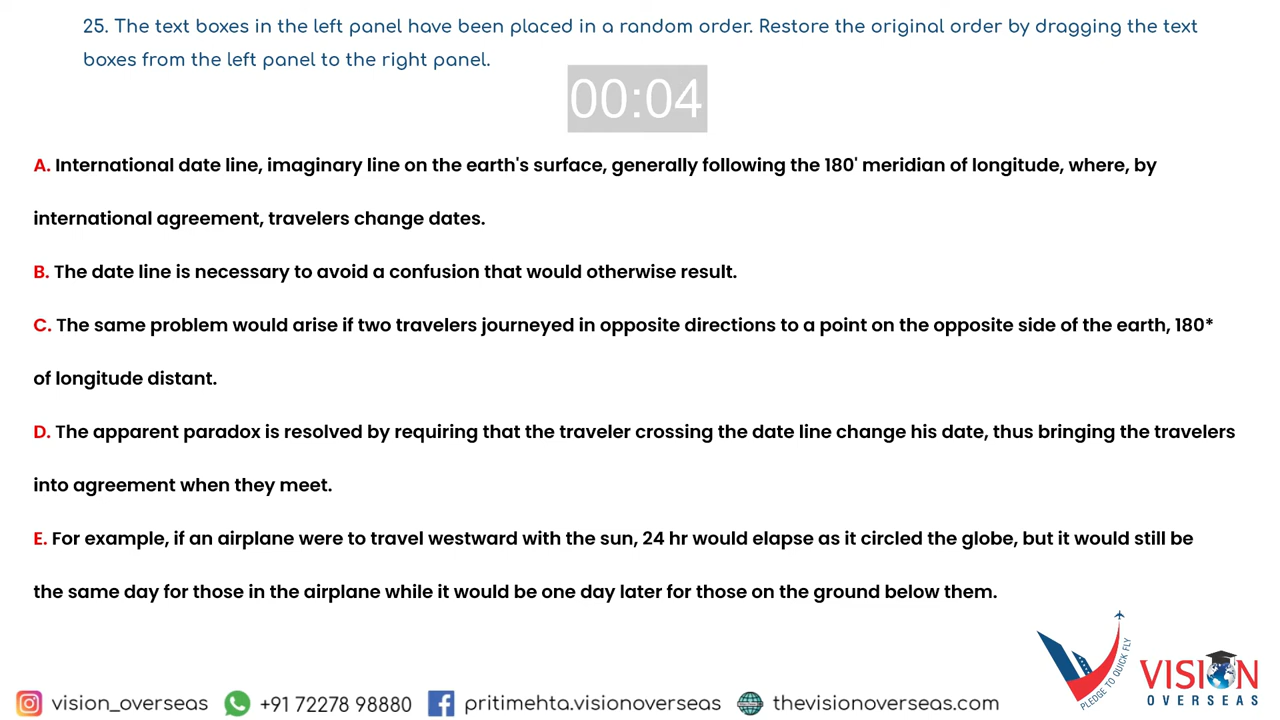 25. The text boxes in the left panel have been placed in a random order. Restore the original order by dragging the text
boxes from the left panel to the right panel.
00:04
A. International date line, imaginary line on the earth's surface, generally following the 180' meridian of longitude, where, by
international agreement, travelers change dates.
B. The date line is necessary to avoid a confusion that would otherwise result.
C. The same problem would arise if two travelers journeyed in opposite directions to a point on the opposite side of the earth, 180*
of longitude distant.
D. The apparent paradox is resolved by requiring that the traveler crossing the date line change his date, thus bringing the travelers
into agreement when they meet.
E. For example, if an airplane were to travel westward with the sun, 24 hr would elapse as it circled the globe, but it would still be
the same day for those in the airplane while it would be one day later for those on the ground below them.
PLEDGE TO QUICK FLY
VISION
OVERSEAS
vision_overseas +91 72278 98880 pritimehta.visionoverseas thevisionoverseas.com